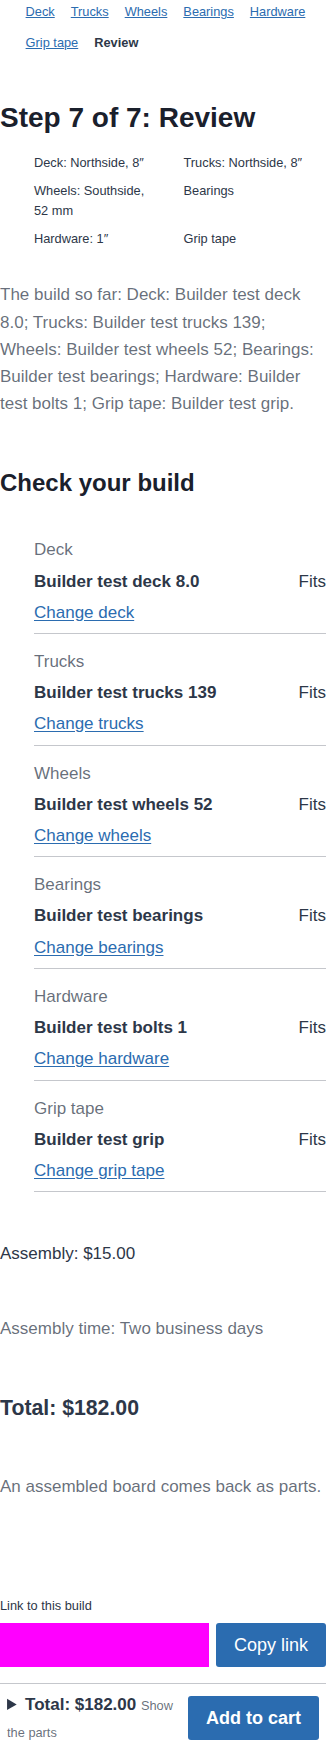 Deck Trucks Wheels Bearings Hardware
Grip tape Review
Step 7 of 7: Review
Deck: Northside, 8″ Trucks: Northside, 8″
Wheels: Southside, Bearings
52 mm
Hardware: 1″ Grip tape
The build so far: Deck: Builder test deck
8.0; Trucks: Builder test trucks 139;
Wheels: Builder test wheels 52; Bearings:
Builder test bearings; Hardware: Builder
test bolts 1; Grip tape: Builder test grip.
Check your build
Deck
Builder test deck 8.0 Fits
Change deck
Trucks
Builder test trucks 139 Fits
Change trucks
Wheels
Builder test wheels 52 Fits
Change wheels
Bearings
Builder test bearings Fits
Change bearings
Hardware
Builder test bolts 1 Fits
Change hardware
Grip tape
Builder test grip Fits
Change grip tape
Assembly: $15.00
Assembly time: Two business days
Total: $182.00
An assembled board comes back as parts.
Link to this build
Copy link
Total: $182.00 Show
the parts
Add to cart